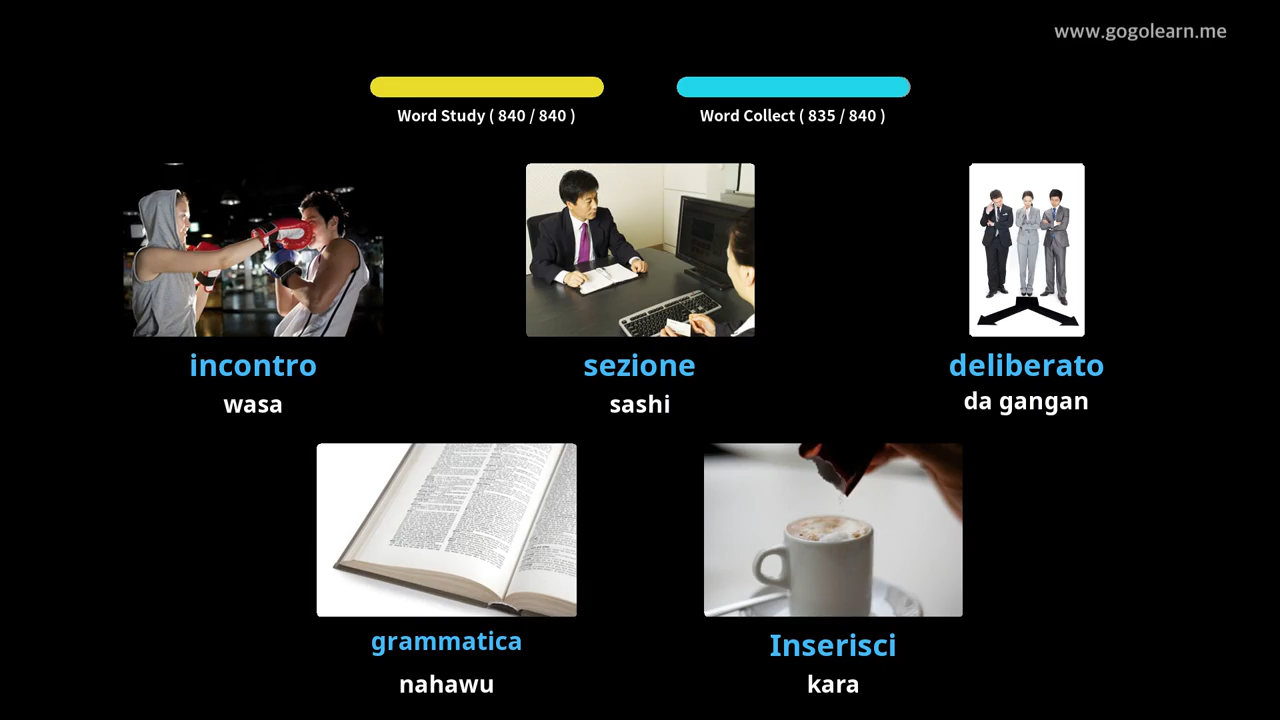 www.gogolearn.me
Word Study ( 840 / 840 )
Word Collect ( 835 / 840 )
incontro
wasa
sezione
sashi
deliberato
da gangan
grammatica
nahawu
Inserisci
kara